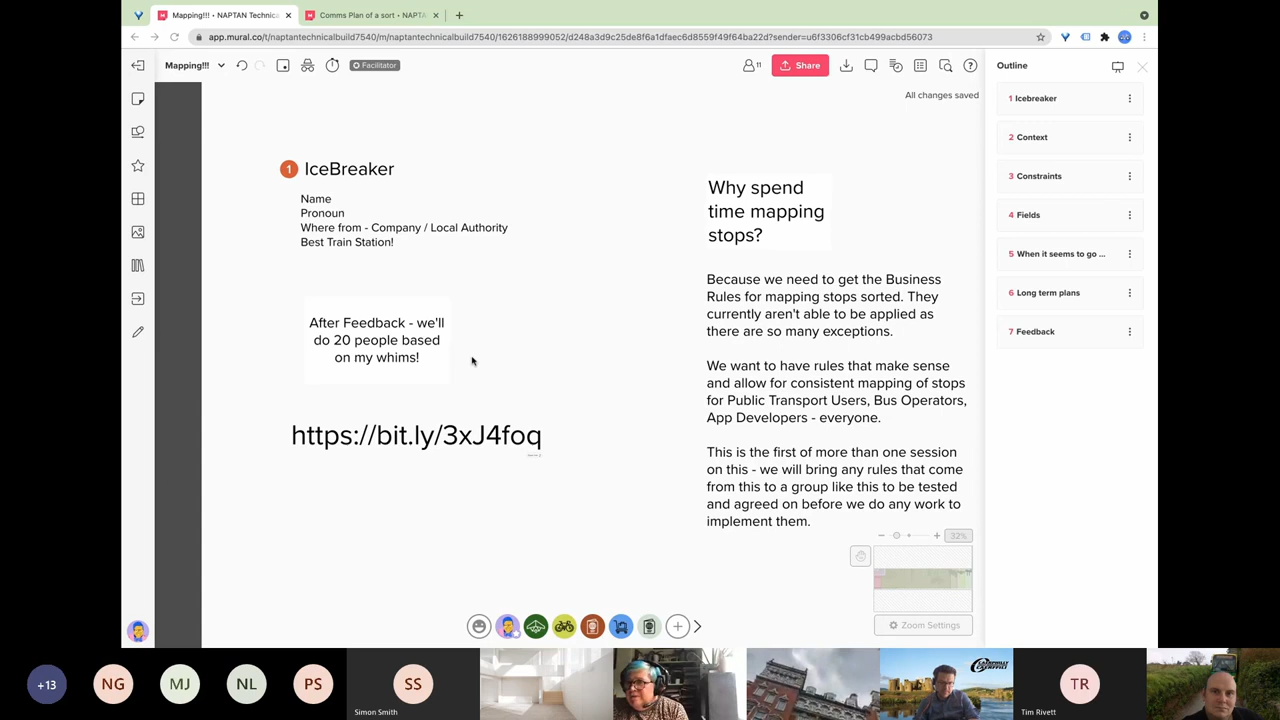 Mapping!!! • NAPTAN Technica
Comms Plan of a sort • NAPTA
app.mural.co/t/naptantechnicalbuild7540/m/naptantechnicalbuild7540/1626188999052/d248a3d9c25de8f6a1dfaec6d8559f49f64ba22d?sender=u6f3306cf31cb499acbd56073
Mapping!!!
Facilitator
11
Share
Outline
All changes saved
1 Icebreaker
2 Context
3 Constraints
4 Fields
5 When it seems to go ...
6 Long term plans
7 Feedback
1 IceBreaker
Name
Pronoun
Where from - Company / Local Authority
Best Train Station!
After Feedback - we'll
do 20 people based
on my whims!
https://bit.ly/3xJ4foq
Why spend
time mapping
stops?
Because we need to get the Business
Rules for mapping stops sorted. They
currently aren't able to be applied as
there are so many exceptions.
We want to have rules that make sense
and allow for consistent mapping of stops
for Public Transport Users, Bus Operators,
App Developers - everyone.
This is the first of more than one session
on this - we will bring any rules that come
from this to a group like this to be tested
and agreed on before we do any work to
implement them.
32%
Zoom Settings
+13
NG
MJ
NL
PS
SS
Simon Smith
TR
Tim Rivett